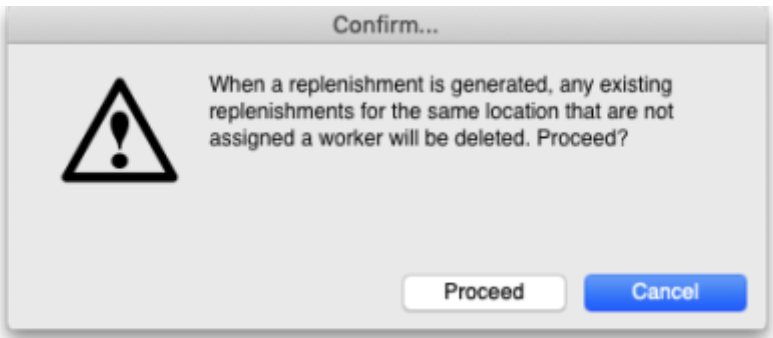 Confirm...
When a replenishment is generated, any existing
replenishments for the same location that are not
assigned a worker will be deleted. Proceed?
Proceed
Cancel